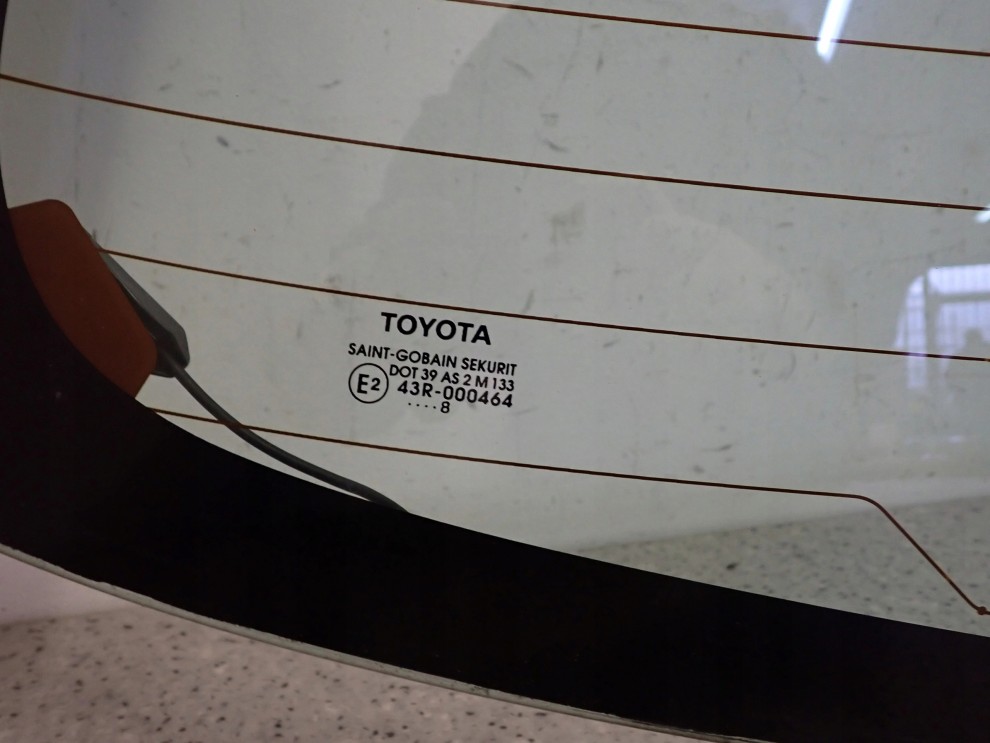 TOYOTA
SAINT-GOBAIN SEKURIT
DOT 39 AS 2 M 133
E2 43R-000464
....8